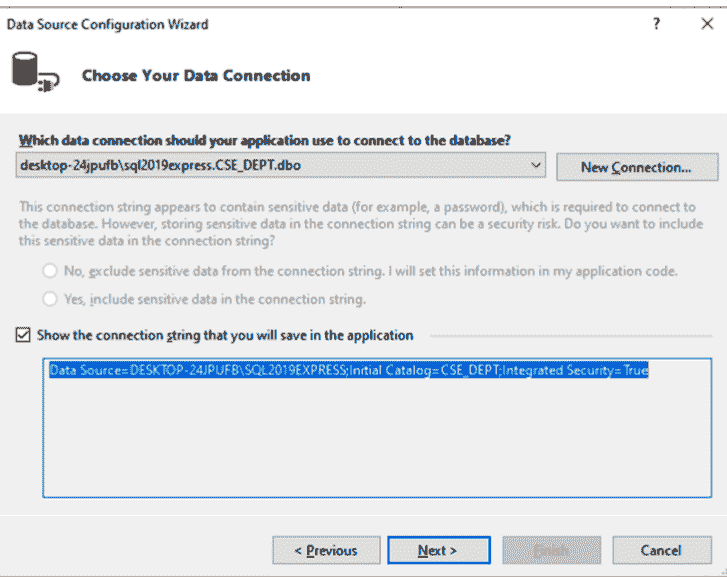 Data Source Configuration Wizard
?
Choose Your Data Connection
Which data connection should your application use to connect to the database?
desktop-24jpufb\sql2019express.CSE_DEPT.dbo
New Connection...
This connection string appears to contain sensitive data (for example, a password), which is required to connect to
the database. However, storing sensitive data in the connection string can be a security risk. Do you want to include
this sensitive data in the connection string?
No, exclude sensitive data from the connection string. I will set this information in my application code.
Yes, include sensitive data in the connection string.
Show the connection string that you will save in the application
Data Source=DESKTOP-24JPUFB\SQL2019EXPRESS;Initial Catalog=CSE_DEPT;Integrated Security=True
< Previous
Next >
Finish
Cancel